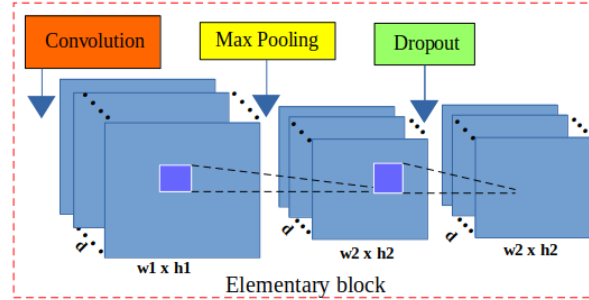 Convolution
Max Pooling
Dropout
d
d
d
w1 x h1
w2 x h2
w2 x h2
Elementary block